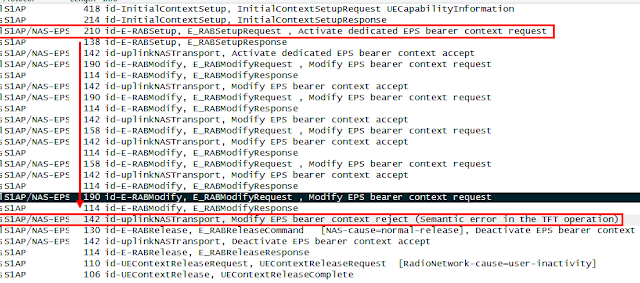 S1AP 418 id-InitialContextSetup, InitialContextSetupRequest UECapabilityInformation
S1AP 214 id-InitialContextSetup, InitialContextSetupResponse
S1AP/NAS-EPS 210 id-E-RABSetup, E_RABSetupRequest , Activate dedicated EPS bearer context request
S1AP 138 id-E-RABSetup, E_RABSetupResponse
S1AP/NAS-EPS 142 id-uplinkNASTransport, Activate dedicated EPS bearer context accept
S1AP/NAS-EPS 190 id-E-RABModify, E_RABModifyRequest , Modify EPS bearer context request
S1AP 114 id-E-RABModify, E_RABModifyResponse
S1AP/NAS-EPS 142 id-uplinkNASTransport, Modify EPS bearer context accept
S1AP/NAS-EPS 190 id-E-RABModify, E_RABModifyRequest , Modify EPS bearer context request
S1AP 114 id-E-RABModify, E_RABModifyResponse
S1AP/NAS-EPS 142 id-uplinkNASTransport, Modify EPS bearer context accept
S1AP/NAS-EPS 158 id-E-RABModify, E_RABModifyRequest , Modify EPS bearer context request
S1AP/NAS-EPS 142 id-uplinkNASTransport, Modify EPS bearer context accept
S1AP 114 id-E-RABModify, E_RABModifyResponse
S1AP/NAS-EPS 158 id-E-RABModify, E_RABModifyRequest , Modify EPS bearer context request
S1AP/NAS-EPS 142 id-uplinkNASTransport, Modify EPS bearer context accept
S1AP 114 id-E-RABModify, E_RABModifyResponse
S1AP/NAS-EPS 190 id-E-RABModify, E_RABModifyRequest , Modify EPS bearer context request
S1AP 114 id-E-RABModify, E_RABModifyResponse
S1AP/NAS-EPS 142 id-uplinkNASTransport, Modify EPS bearer context reject (Semantic error in the TFT operation)
S1AP/NAS-EPS 130 id-E-RABRelease, E_RABReleaseCommand [NAS-cause=normal-release], Deactivate EPS bearer context
S1AP/NAS-EPS 142 id-uplinkNASTransport, Deactivate EPS bearer context accept
S1AP 114 id-E-RABRelease, E_RABReleaseResponse
S1AP 110 id-UEContextReleaseRequest, UEContextReleaseRequest [RadioNetwork-cause=user-inactivity]
S1AP 106 id-UEContextRelease, UEContextReleaseComplete